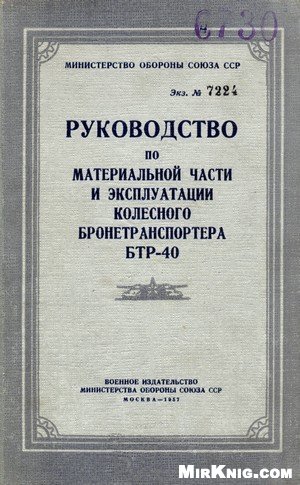 6730
МИНИСТЕРСТВО ОБОРОНЫ СОЮЗА ССР
Экз. № 7224
РУКОВОДСТВО
ПО
МАТЕРИАЛЬНОЙ ЧАСТИ
И ЭКСПЛУАТАЦИИ
КОЛЕСНОГО
БРОНЕТРАНСПОРТЕРА
БТР-40
ВОЕННОЕ ИЗДАТЕЛЬСТВО
МИНИСТЕРСТВА ОБОРОНЫ СОЮЗА ССР
МОСКВА — 1957
MirKnig.com